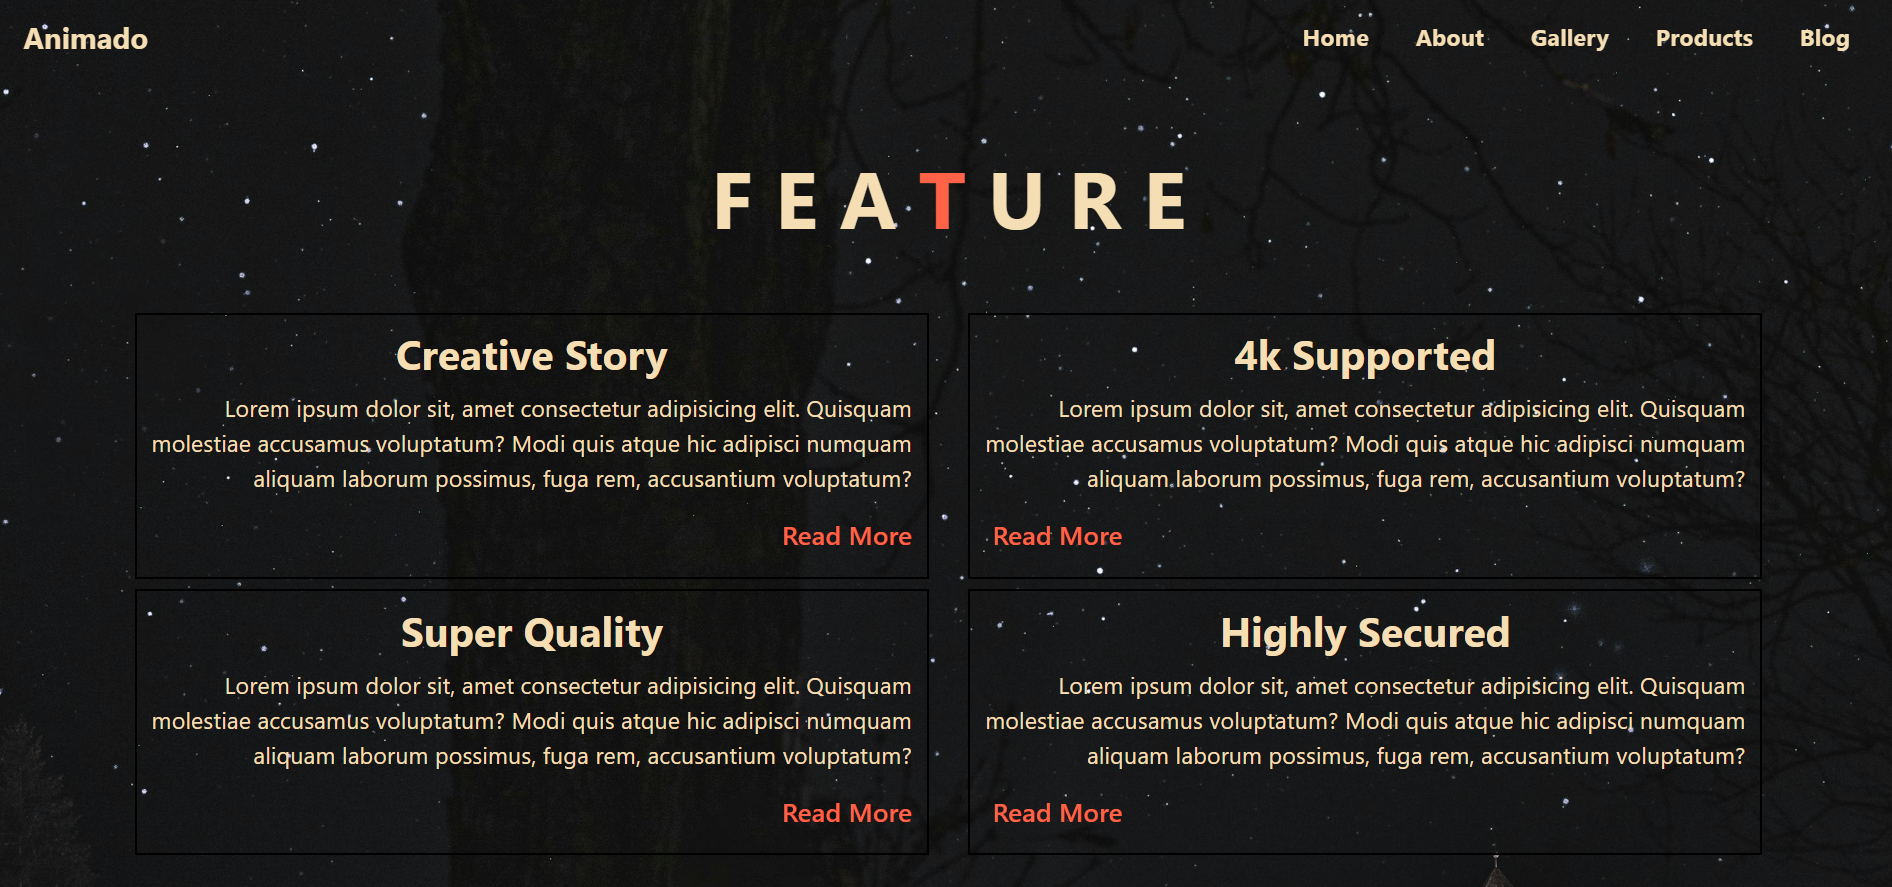 Animado
Home About Gallery Products Blog
FEATURE
Creative Story
Lorem ipsum dolor sit, amet consectetur adipisicing elit. Quisquam
molestiae accusamus voluptatum? Modi quis atque hic adipisci numquam
aliquam laborum possimus, fuga rem, accusantium voluptatum?
Read More
4k Supported
Lorem ipsum dolor sit, amet consectetur adipisicing elit. Quisquam
molestiae accusamus voluptatum? Modi quis atque hic adipisci numquam
aliquam laborum possimus, fuga rem, accusantium voluptatum?
Read More
Super Quality
Lorem ipsum dolor sit, amet consectetur adipisicing elit. Quisquam
molestiae accusamus voluptatum? Modi quis atque hic adipisci numquam
aliquam laborum possimus, fuga rem, accusantium voluptatum?
Read More
Highly Secured
Lorem ipsum dolor sit, amet consectetur adipisicing elit. Quisquam
molestiae accusamus voluptatum? Modi quis atque hic adipisci numquam
aliquam laborum possimus, fuga rem, accusantium voluptatum?
Read More